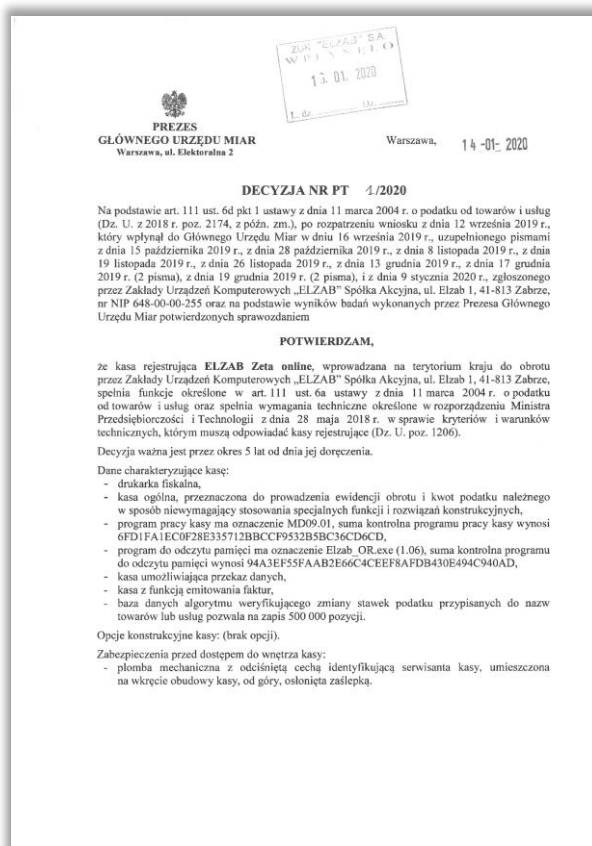 ZUK "ELZAB" S.A.
WPŁYNĘŁO
1 . 01. 2020
L. dz.
PREZES
GŁÓWNEGO URZĘDU MIAR
Warszawa, ul. Elektoralna 2
Warszawa, 14 -01- 2020
DECYZJA NR PT 1/2020
Na podstawie art. 111 ust. 6d pkt 1 ustawy z dnia 11 marca 2004 r. o podatku od towarów i usług
(Dz. U. z 2018 r. poz. 2174, z późn. zm.), po rozpatrzeniu wniosku z dnia 12 września 2019 r.,
który wpłynął do Głównego Urzędu Miar w dniu 16 września 2019 r., uzupełnionego pismami
z dnia 15 października 2019 r., z dnia 28 października 2019 r., z dnia 8 listopada 2019 r., z dnia
19 listopada 2019 r., z dnia 26 listopada 2019 r., z dnia 13 grudnia 2019 r., z dnia 17 grudnia
2019 r. (2 pisma), z dnia 19 grudnia 2019 r. (2 pisma), i z dnia 9 stycznia 2020 r., zgłoszonego
przez Zakłady Urządzeń Komputerowych „ELZAB” Spółka Akcyjna, ul. Elzab 1, 41-813 Zabrze,
nr NIP 648-00-00-255 oraz na podstawie wyników badań wykonanych przez Prezesa Głównego
Urzędu Miar potwierdzonych sprawozdaniem
POTWIERDZAM,
że kasa rejestrująca ELZAB Zeta online, wprowadzana na terytorium kraju do obrotu
przez Zakłady Urządzeń Komputerowych „ELZAB” Spółka Akcyjna, ul. Elzab 1, 41-813 Zabrze,
spełnia funkcje określone w art. 111 ust. 6a ustawy z dnia 11 marca 2004 r. o podatku
od towarów i usług oraz spełnia wymagania techniczne określone w rozporządzeniu Ministra
Przedsiębiorczości i Technologii z dnia 28 maja 2018 r. w sprawie kryteriów i warunków
technicznych, którym muszą odpowiadać kasy rejestrujące (Dz. U. poz. 1206).
Decyzja ważna jest przez okres 5 lat od dnia jej doręczenia.
Dane charakteryzujące kasę:
- drukarka fiskalna,
- kasa ogólna, przeznaczona do prowadzenia ewidencji obrotu i kwot podatku należnego
w sposób niewymagający stosowania specjalnych funkcji i rozwiązań konstrukcyjnych,
- program pracy kasy ma oznaczenie MD09.01, suma kontrolna programu pracy kasy wynosi
6FD1FA1EC0F28E335712BBCCF9532B5BC36CD6CD,
- program do odczytu pamięci ma oznaczenie Elzab_OR.exe (1.06), suma kontrolna programu
do odczytu pamięci wynosi 94A3EF55FAAB2E66C4CEEF8AFDB430E494C940AD,
- kasa umożliwiająca przekaz danych,
- kasa z funkcją emitowania faktur,
- baza danych algorytmu weryfikującego zmiany stawek podatku przypisanych do nazw
towarów lub usług pozwala na zapis 500 000 pozycji.
Opcje konstrukcyjne kasy: (brak opcji).
Zabezpieczenia przed dostępem do wnętrza kasy:
- plomba mechaniczna z odciśniętą cechą identyfikującą serwisanta kasy, umieszczona
na wkręcie obudowy kasy, od góry, osłonięta zaślepką.